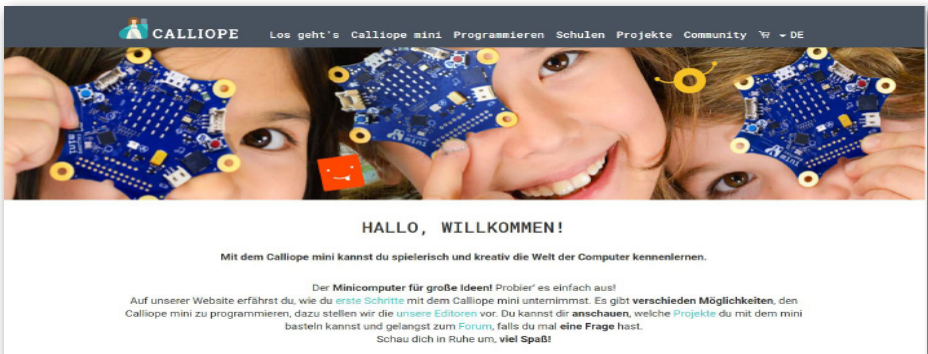 CALLIOPE Los geht's Calliope mini Programmieren Schulen Projekte Community DE
mini
HALLO, WILLKOMMEN!
Mit dem Calliope mini kannst du spielerisch und kreativ die Welt der Computer kennenlernen.
Der Minicomputer für große Ideen! Probier' es einfach aus!
Auf unserer Website erfährst du, wie du erste Schritte mit dem Calliope mini unternimmst. Es gibt verschieden Möglichkeiten, den
Calliope mini zu programmieren, dazu stellen wir die unsere Editoren vor. Du kannst dir anschauen, welche Projekte du mit dem mini
basteln kannst und gelangst zum Forum, falls du mal eine Frage hast.
Schau dich in Ruhe um, viel Spaß!